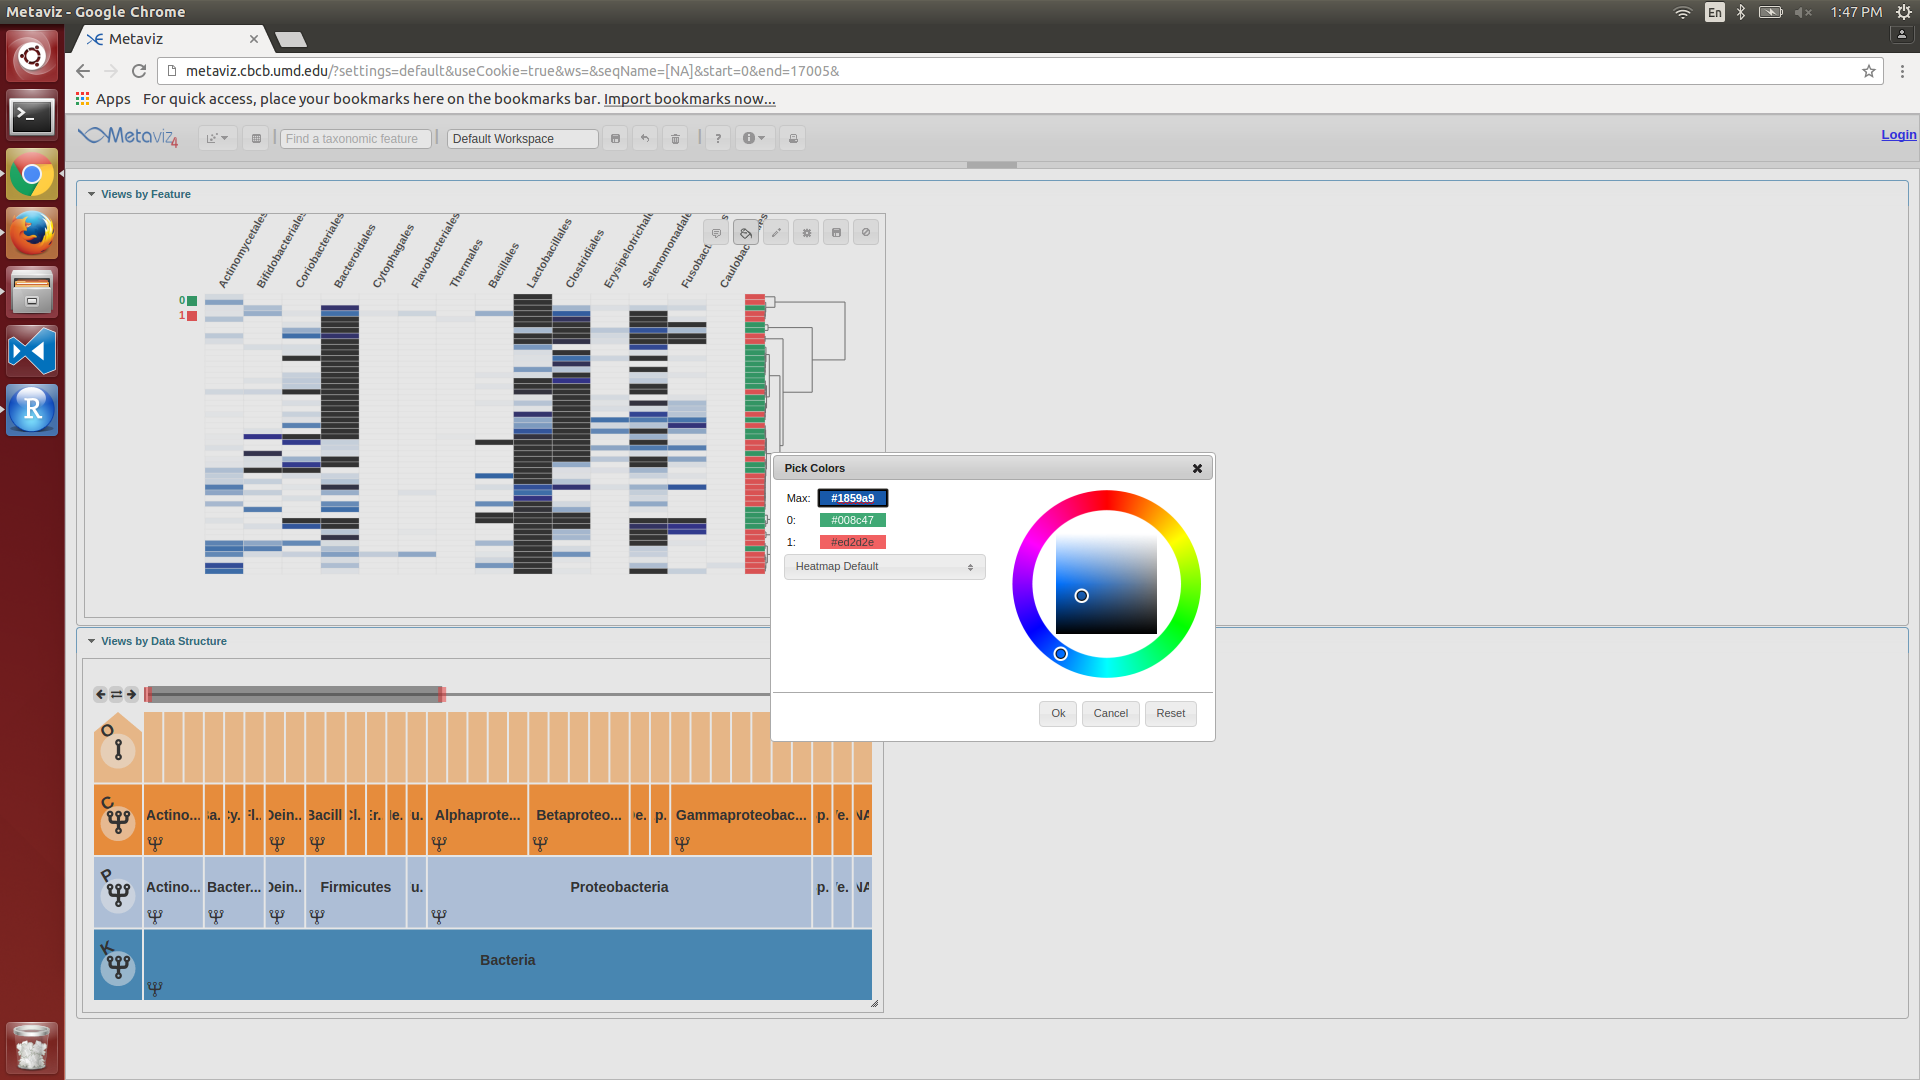 Metaviz - Google Chrome
En
1:47 PM
Metaviz
metaviz.cbcb.umd.edu/?settings=default&useCookie=true&ws=&seqName=[NA]&start=0&end=17005&
Apps For quick access, place your bookmarks here on the bookmarks bar. Import bookmarks now...
Metaviz 4
Find a taxonomic feature
Default Workspace
?
Login
Views by Feature
Actinomycetales
Bifidobacteriales
Coriobacteriales
Bacteroidales
Cytophagales
Flavobacteriales
Thermales
Bacillales
Lactobacillales
Clostridiales
0
1
Pick Colors
Max: #1859a9
0: #008c47
1: #ed2d2e
Heatmap Default
Ok Cancel Reset
Views by Data Structure
O
C
Actino... Dein.. Bacill Alphaprote... Betaproteo... Gammaproteobac... NA
P
Actino... Bacter... Dein.. Firmicutes u. Proteobacteria NA
K
Bacteria
R